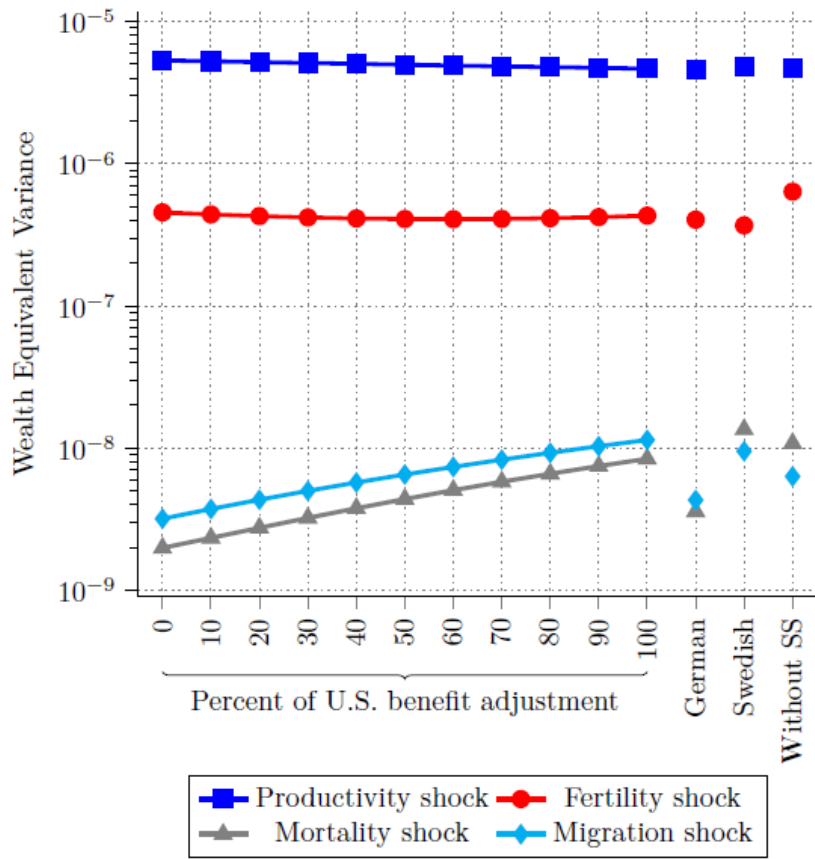 10^-5
10^-6
10^-7
10^-8
10^-9
Wealth Equivalent Variance
0 10 20 30 40 50 60 70 80 90 100 German Swedish Without SS
Percent of U.S. benefit adjustment
Productivity shock Fertility shock
Mortality shock Migration shock